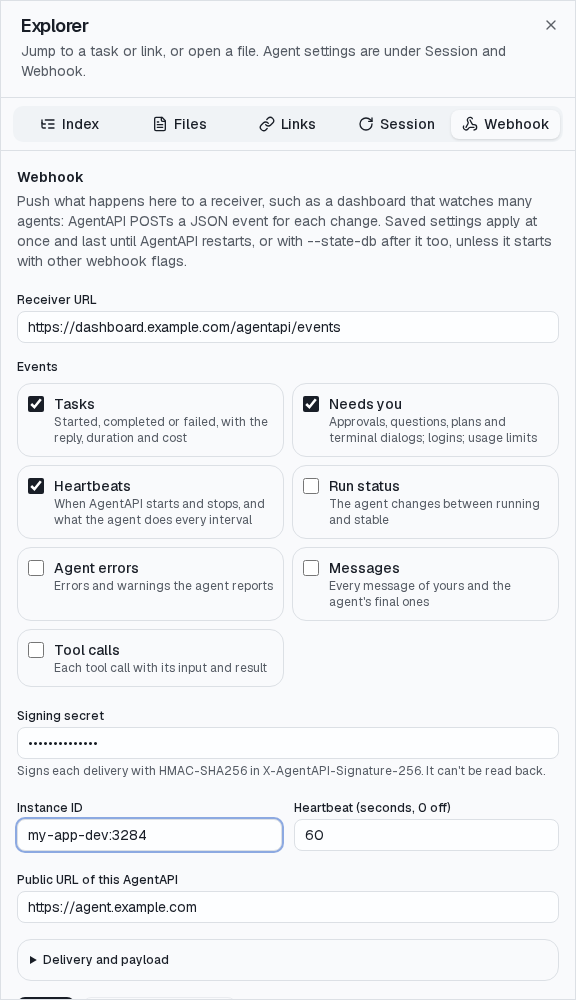 Explorer
Jump to a task or link, or open a file. Agent settings are under Session and
Webhook.
Index
Files
Links
Session
Webhook
Webhook
Push what happens here to a receiver, such as a dashboard that watches many
agents: AgentAPI POSTs a JSON event for each change. Saved settings apply at
once and last until AgentAPI restarts, or with --state-db after it too, unless it starts
with other webhook flags.
Receiver URL
https://dashboard.example.com/agentapi/events
Events
Tasks
Started, completed or failed, with the
reply, duration and cost
Needs you
Approvals, questions, plans and
terminal dialogs; logins; usage limits
Heartbeats
When AgentAPI starts and stops, and
what the agent does every interval
Run status
The agent changes between running
and stable
Agent errors
Errors and warnings the agent reports
Messages
Every message of yours and the
agent's final ones
Tool calls
Each tool call with its input and result
Signing secret
••••••••••••••
Signs each delivery with HMAC-SHA256 in X-AgentAPI-Signature-256. It can't be read back.
Instance ID
my-app-dev:3284
Heartbeat (seconds, 0 off)
60
Public URL of this AgentAPI
https://agent.example.com
Delivery and payload